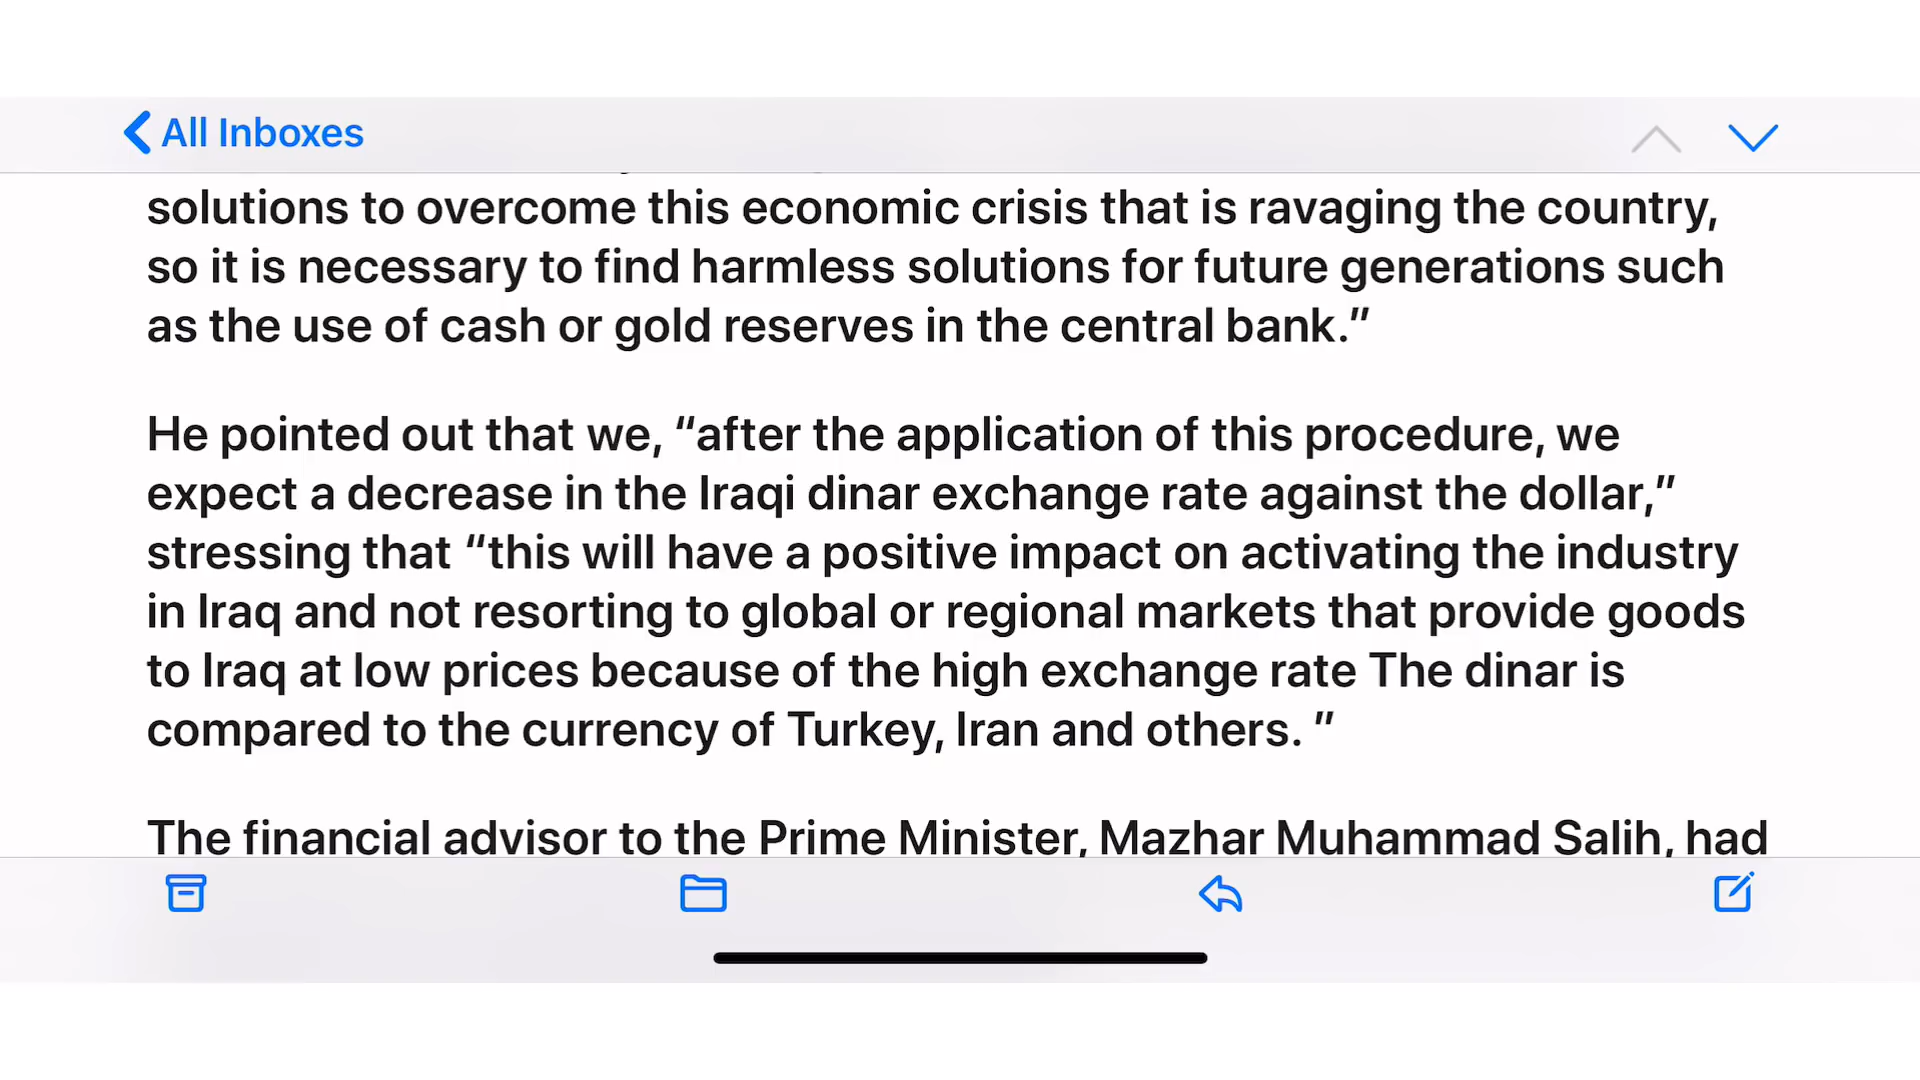 All Inboxes
solutions to overcome this economic crisis that is ravaging the country,
so it is necessary to find harmless solutions for future generations such
as the use of cash or gold reserves in the central bank.”
He pointed out that we, “after the application of this procedure, we
expect a decrease in the Iraqi dinar exchange rate against the dollar,”
stressing that “this will have a positive impact on activating the industry
in Iraq and not resorting to global or regional markets that provide goods
to Iraq at low prices because of the high exchange rate The dinar is
compared to the currency of Turkey, Iran and others. ”
The financial advisor to the Prime Minister, Mazhar Muhammad Salih, had